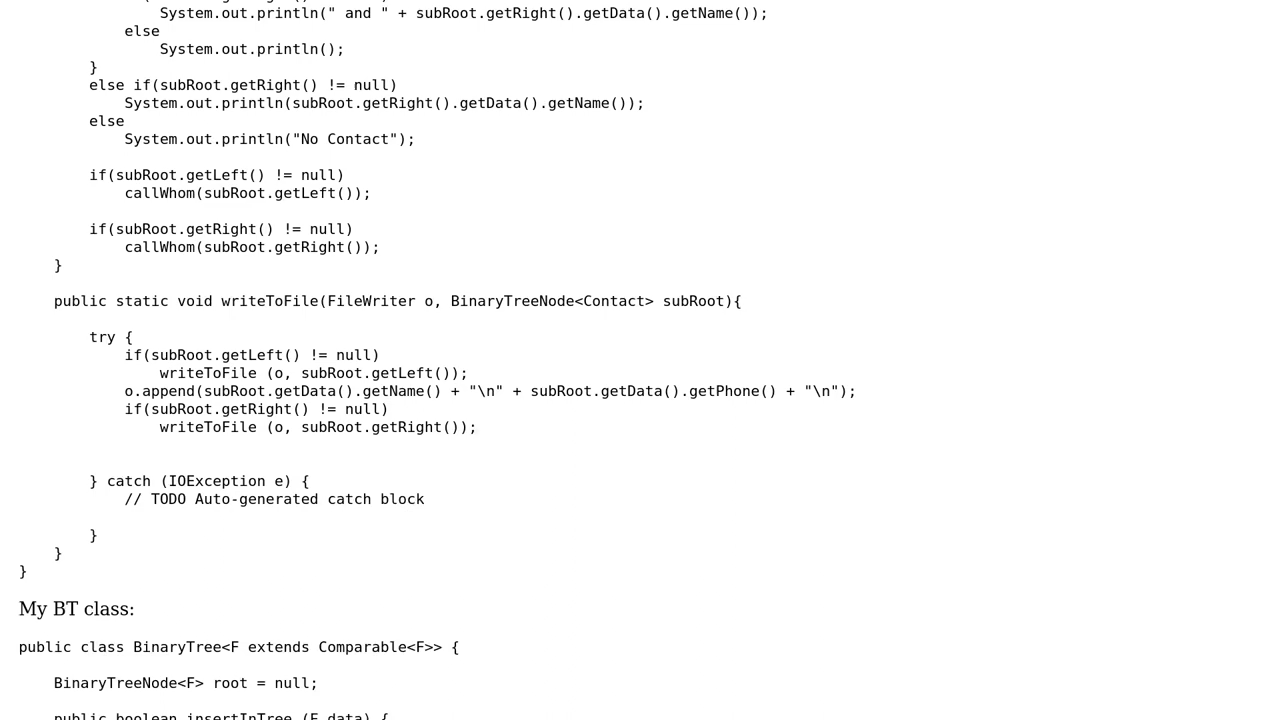 System.out.println(" and " + subRoot.getRight().getData().getName());
else
System.out.println();
}
else if(subRoot.getRight() != null)
System.out.println(subRoot.getRight().getData().getName());
else
System.out.println("No Contact");
if(subRoot.getLeft() != null)
callWhom(subRoot.getLeft());
if(subRoot.getRight() != null)
callWhom(subRoot.getRight());
}
public static void writeToFile(FileWriter o, BinaryTreeNode<Contact> subRoot){
try {
if(subRoot.getLeft() != null)
writeToFile (o, subRoot.getLeft());
o.append(subRoot.getData().getName() + "\n" + subRoot.getData().getPhone() + "\n");
if(subRoot.getRight() != null)
writeToFile (o, subRoot.getRight());
} catch (IOException e) {
// TODO Auto-generated catch block
}
}
}
My BT class:
public class BinaryTree<F extends Comparable<F>> {
BinaryTreeNode<F> root = null;
public boolean insertInTree (F data) {